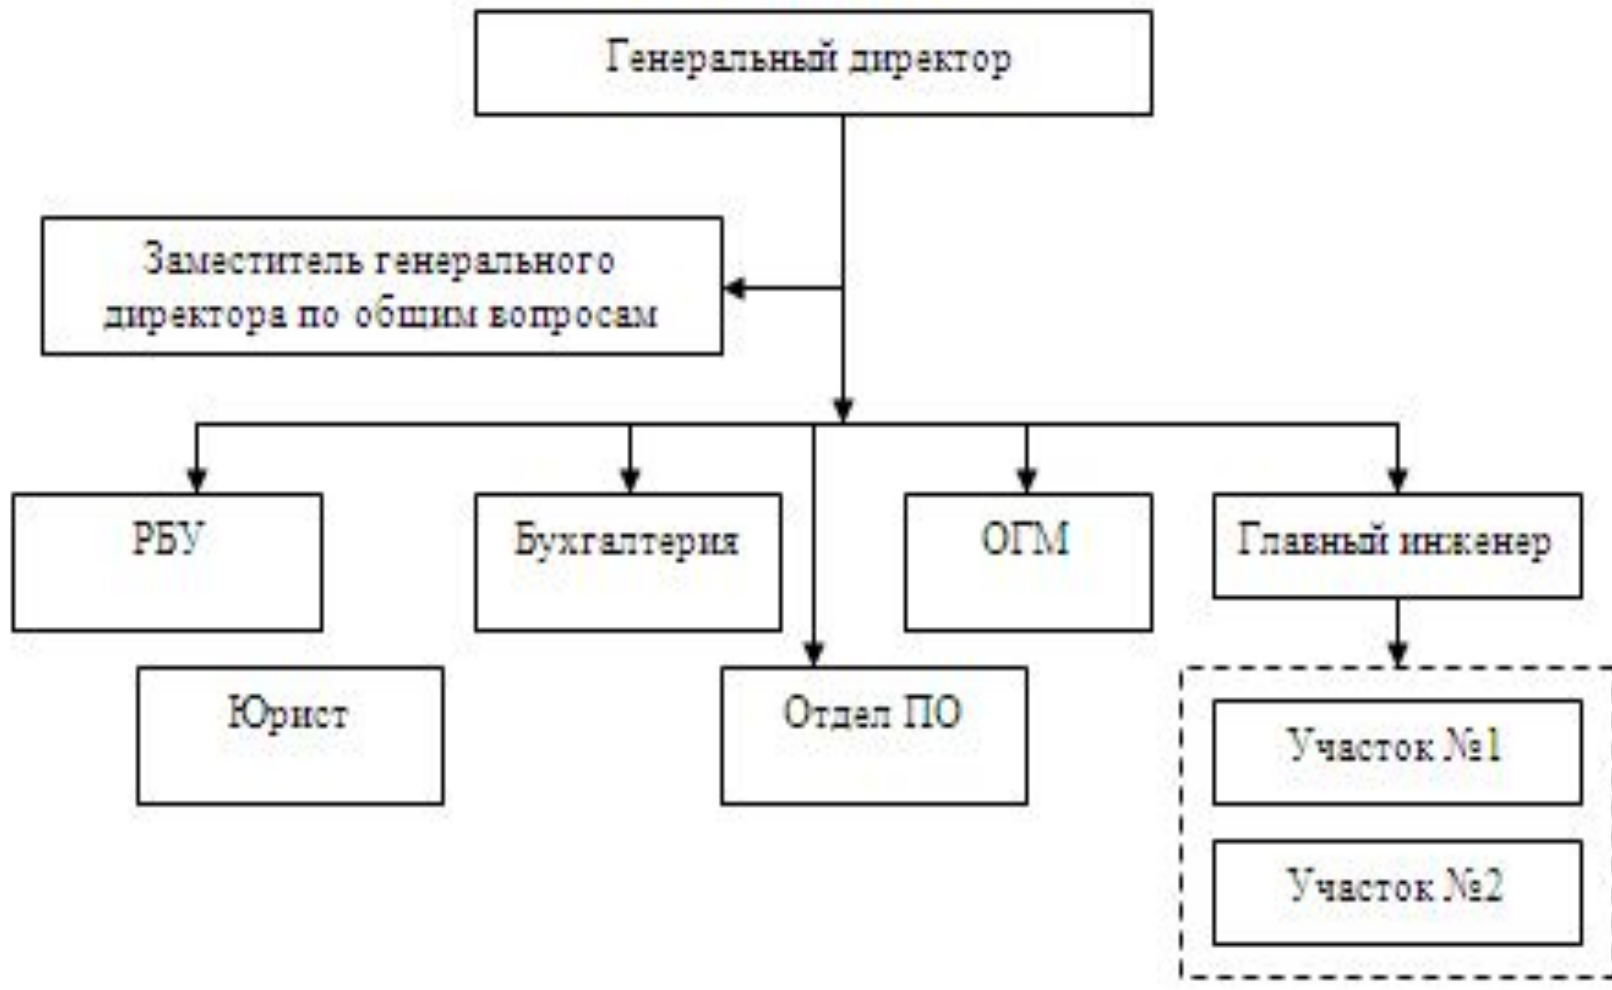 Генеральный директор
Заместитель генерального
директора по общим вопросам
РБУ
Бухгалтерия
ОГМ
Главный инженер
Юрист
Отдел ПО
Участок №1
Участок №2